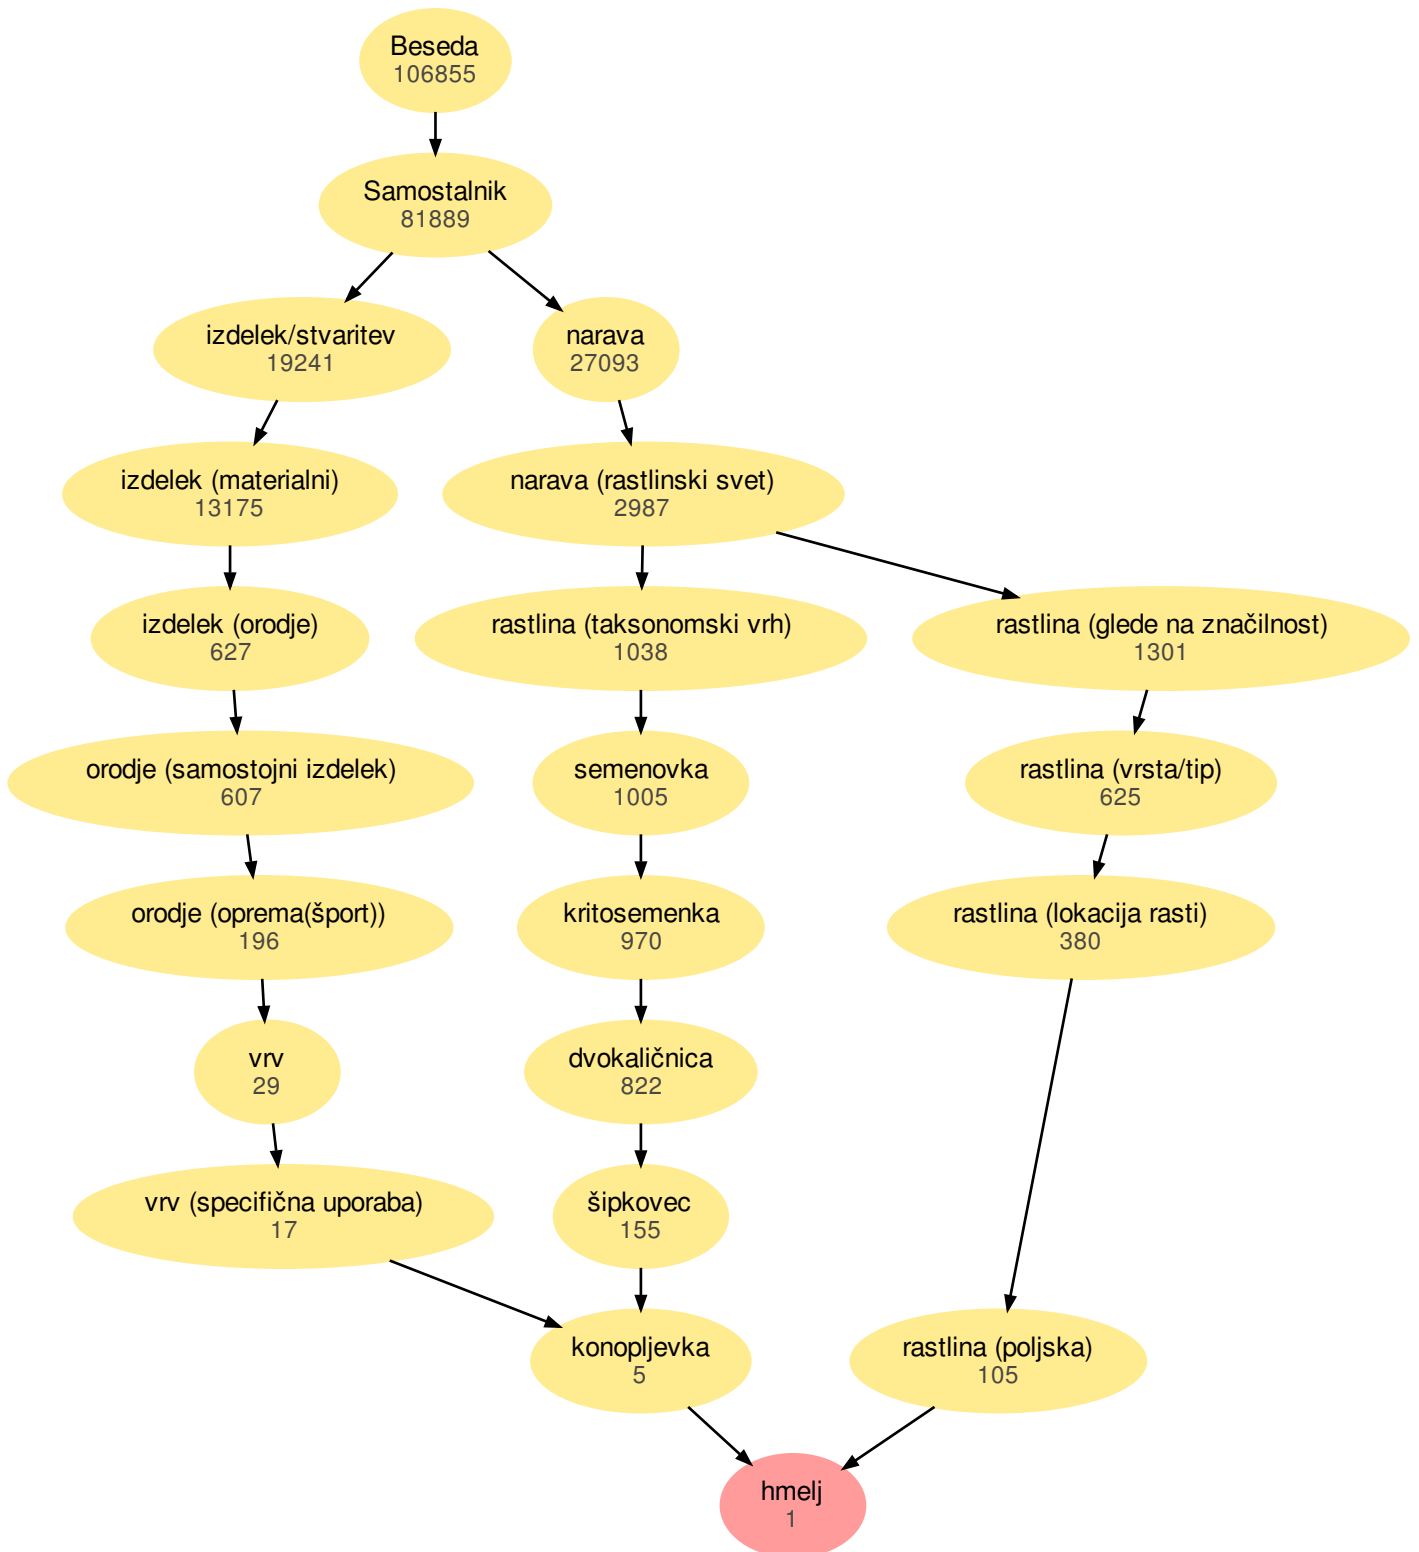 Beseda
106855
Samostalnik
81889
izdelek/stvaritev
19241
narava
27093
izdelek (materialni)
13175
narava (rastlinski svet)
2987
izdelek (orodje)
627
rastlina (taksonomski vrh)
1038
rastlina (glede na značilnost)
1301
orodje (samostojni izdelek)
607
semenovka
1005
rastlina (vrsta/tip)
625
orodje (oprema(šport))
196
kritosemenka
970
rastlina (lokacija rasti)
380
vrv
29
dvokaličnica
822
vrv (specifična uporaba)
17
šipkovec
155
konopljevka
5
rastlina (poljska)
105
hmelj
1